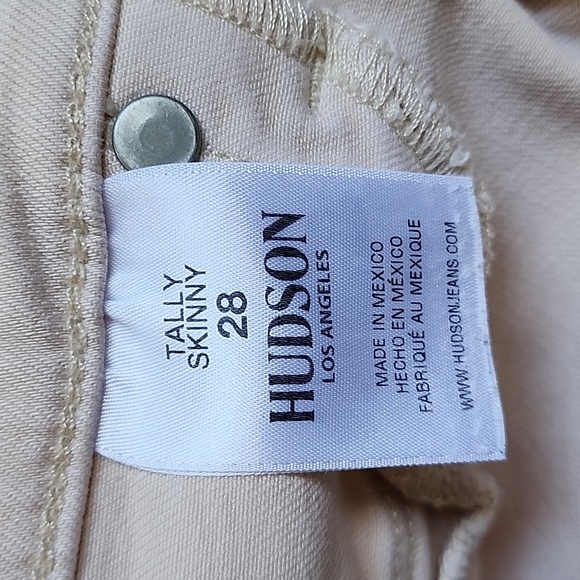 TALLY
SKINNY
28
HUDSON
LOS ANGELES
MADE IN MEXICO
HECHO EN MÉXICO
FABRIQUÉ AU MEXIQUE
WWW.HUDSONJEANS.COM